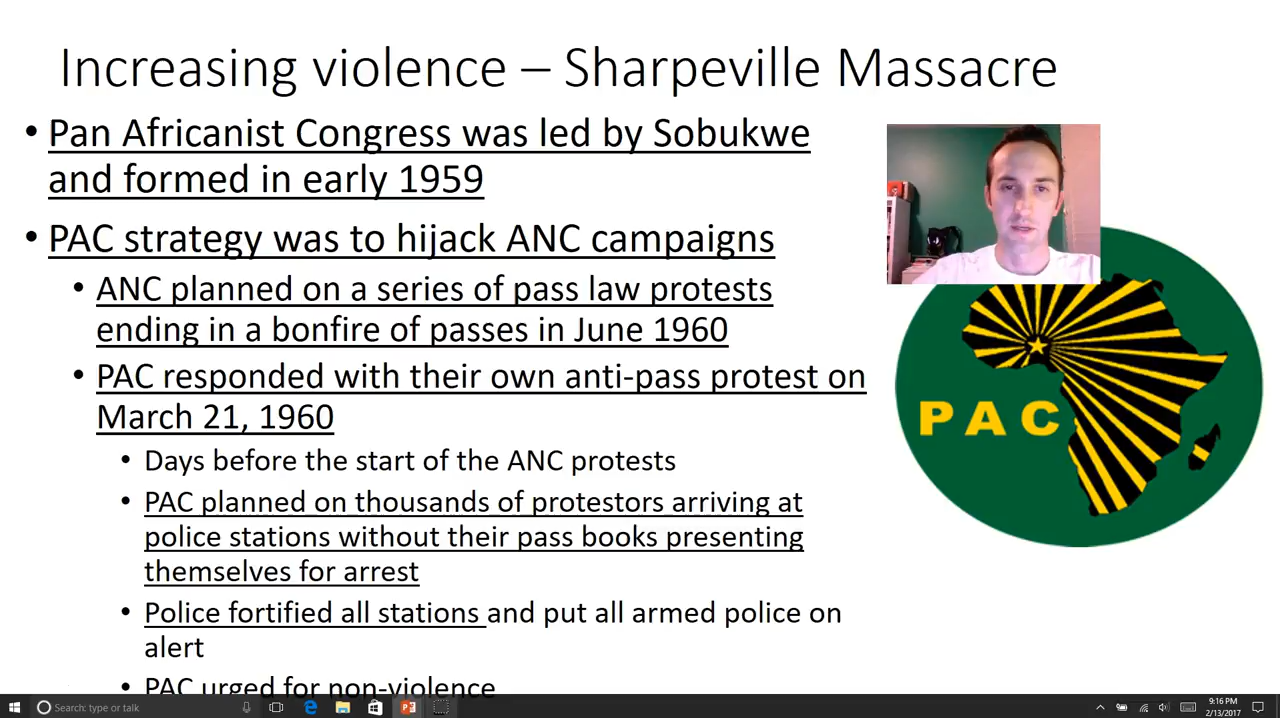 Increasing violence – Sharpeville Massacre
• Pan Africanist Congress was led by Sobukwe
and formed in early 1959
• PAC strategy was to hijack ANC campaigns
• ANC planned on a series of pass law protests
ending in a bonfire of passes in June 1960
• PAC responded with their own anti-pass protest on
March 21, 1960
• Days before the start of the ANC protests
• PAC planned on thousands of protestors arriving at
police stations without their pass books presenting
themselves for arrest
• Police fortified all stations and put all armed police on
alert
• PAC urged for non-violence
PAC
Search: type or talk
9:16 PM
2/13/2017